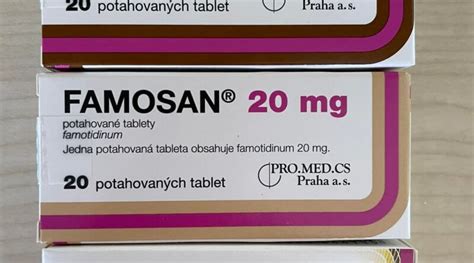 20 potahovaných tablet
Praha a. s.
FAMOSAN® 20 mg
potahované tablety
famotidinum
Jedna potahovaná tableta obsahuje famotidinum 20 mg.
20 potahovaných tablet
PRO.MED.CS
Praha a. s.